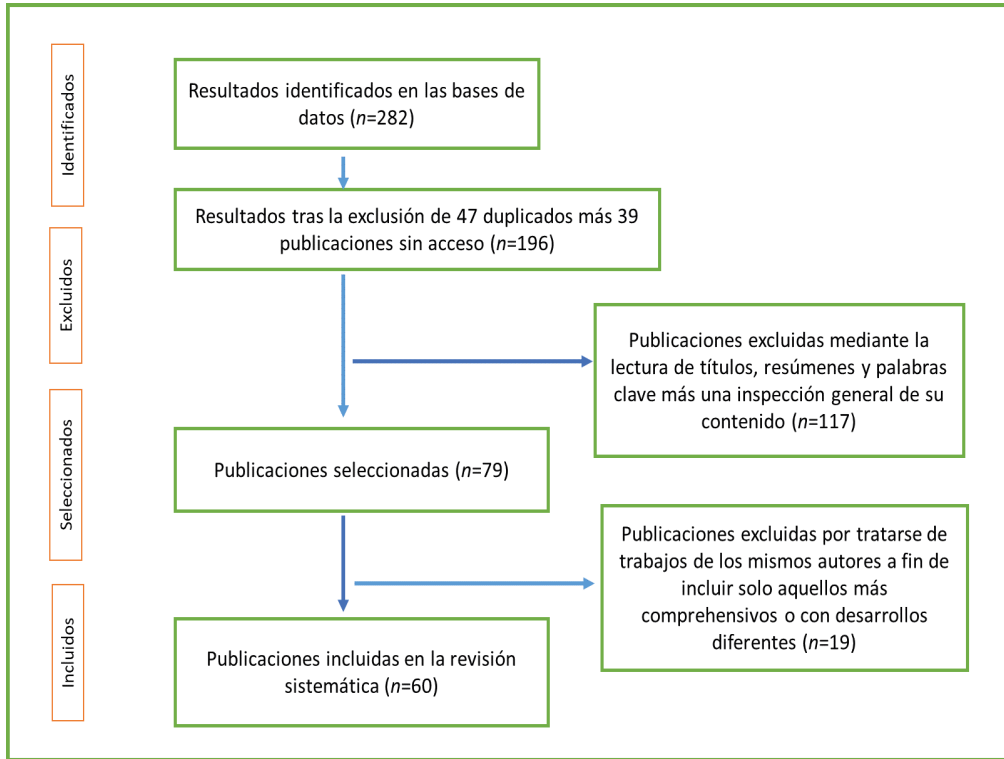 Identificados
Resultados identificados en las bases de
datos (n=282)
Resultados tras la exclusión de 47 duplicados más 39
publicaciones sin acceso (n=196)
Excluidos
Publicaciones excluidas mediante la
lectura de títulos, resúmenes y palabras
clave más una inspección general de su
contenido (n=117)
Seleccionados
Publicaciones seleccionadas (n=79)
Publicaciones excluidas por tratarse de
trabajos de los mismos autores a fin de
incluir solo aquellos más
comprehensivos o con desarrollos
diferentes (n=19)
Incluidos
Publicaciones incluidas en la revisión
sistemática (n=60)